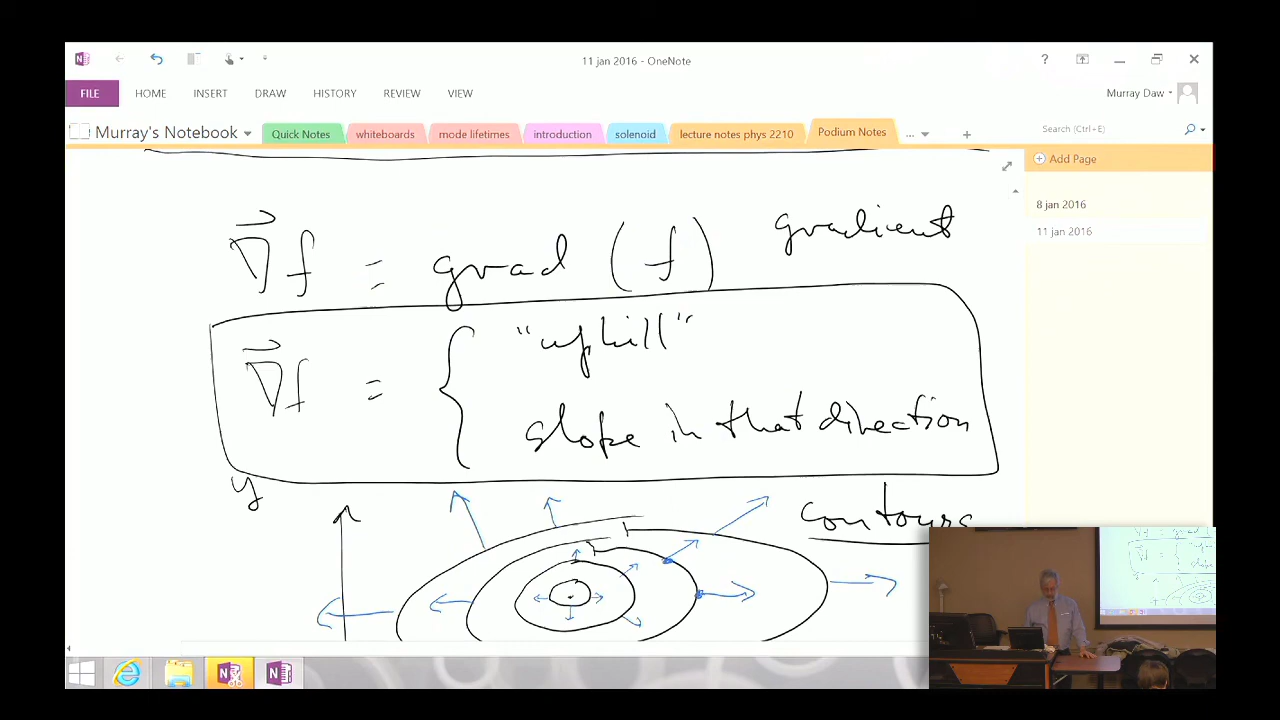 11 jan 2016 - OneNote
?
FILE HOME INSERT DRAW HISTORY REVIEW VIEW
Murray Daw
Murray's Notebook Quick Notes whiteboards mode lifetimes introduction solenoid lecture notes phys 2210 Podium Notes ... +
Search (Ctrl+E)
Add Page
8 jan 2016
11 jan 2016
∇⃗f = grad (f) gradient
∇⃗f = { "uphill"
slope in that direction
y
contours